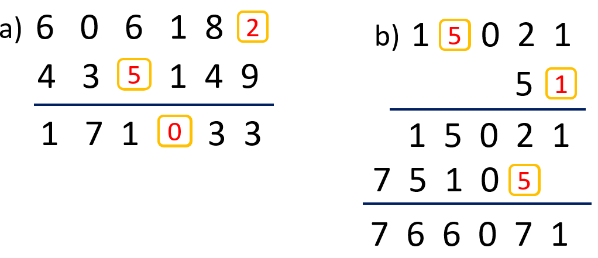 a) 6 0 6 1 8 2
4 3 5 1 4 9
1 7 1 0 3 3
b) 1 5 0 2 1
5 1
1 5 0 2 1
7 5 1 0 5
7 6 6 0 7 1